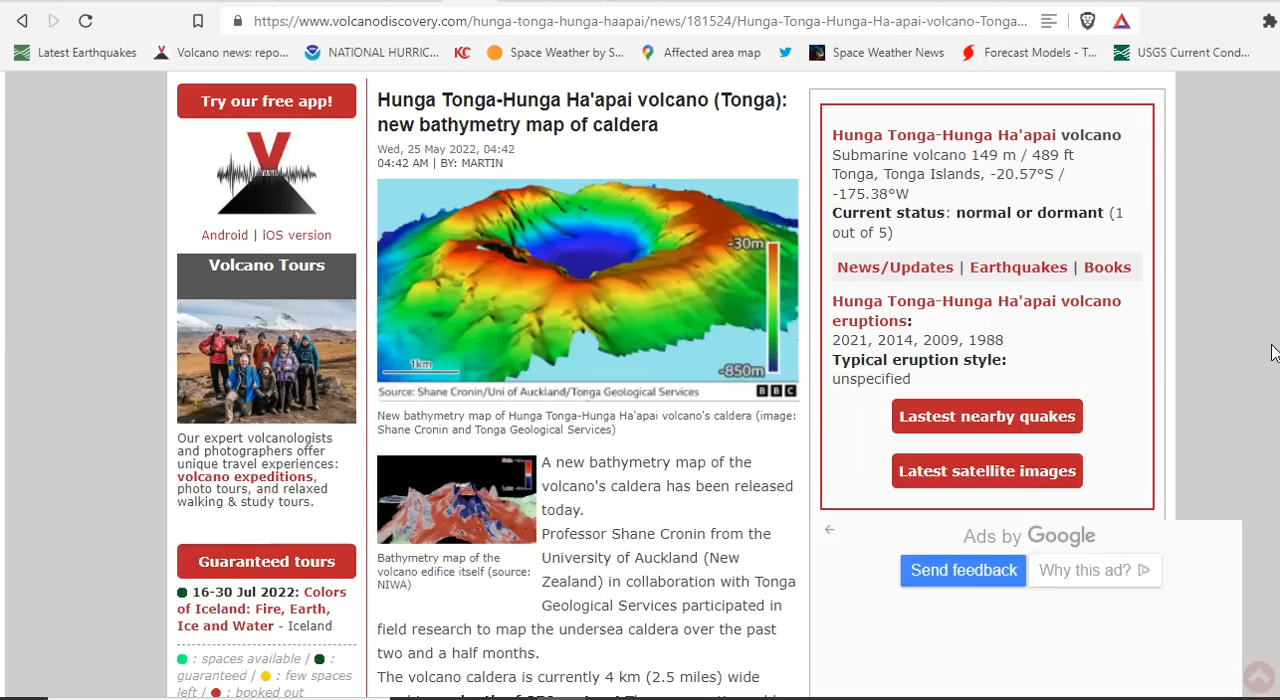 https://www.volcanodiscovery.com/hunga-tonga-hunga-haapai/news/181524/Hunga-Tonga-Hunga-Ha-apai-volcano-Tonga...
Latest Earthquakes
Volcano news: repo...
NATIONAL HURRIC...
KC
Space Weather by S...
Affected area map
Space Weather News
Forecast Models - T...
USGS Current Cond...
Try our free app!
V
Android | iOS version
Volcano Tours
Our expert volcanologists
and photographers offer
unique travel experiences:
volcano expeditions,
photo tours, and relaxed
walking & study tours.
Guaranteed tours
16-30 Jul 2022: Colors
of Iceland: Fire, Earth,
Ice and Water - Iceland
: spaces available / :
guaranteed / : few spaces
left / : booked out
Hunga Tonga-Hunga Ha'apai volcano (Tonga):
new bathymetry map of caldera
Wed, 25 May 2022, 04:42
04:42 AM | BY: MARTIN
-30m
-850m
1km
Source: Shane Cronin/Uni of Auckland/Tonga Geological Services
BBC
New bathymetry map of Hunga Tonga-Hunga Ha'apai volcano's caldera (image:
Shane Cronin and Tonga Geological Services)
Bathymetry map of the
volcano edifice itself (source:
NIWA)
A new bathymetry map of the
volcano's caldera has been released
today.
Professor Shane Cronin from the
University of Auckland (New
Zealand) in collaboration with Tonga
Geological Services participated in
field research to map the undersea caldera over the past
two and a half months.
The volcano caldera is currently 4 km (2.5 miles) wide
Hunga Tonga-Hunga Ha'apai volcano
Submarine volcano 149 m / 489 ft
Tonga, Tonga Islands, -20.57°S /
-175.38°W
Current status: normal or dormant (1
out of 5)
News/Updates | Earthquakes | Books
Hunga Tonga-Hunga Ha'apai volcano
eruptions:
2021, 2014, 2009, 1988
Typical eruption style:
unspecified
Lastest nearby quakes
Latest satellite images
Ads by Google
Send feedback
Why this ad?